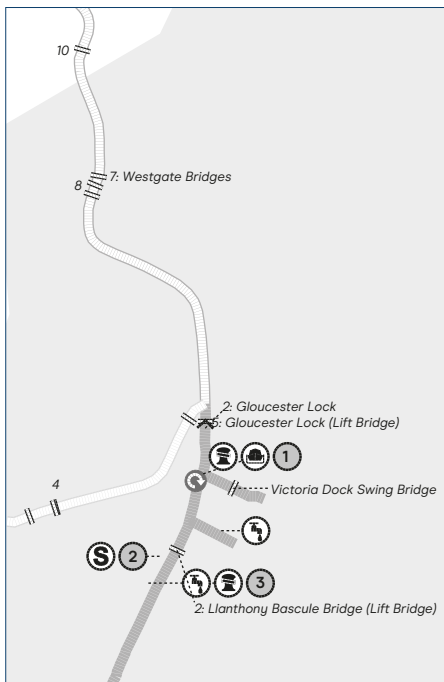 10
7: Westgate Bridges
8
2: Gloucester Lock
5: Gloucester Lock (Lift Bridge)
1
4
Victoria Dock Swing Bridge
S 2
3
2: Llanthony Bascule Bridge (Lift Bridge)